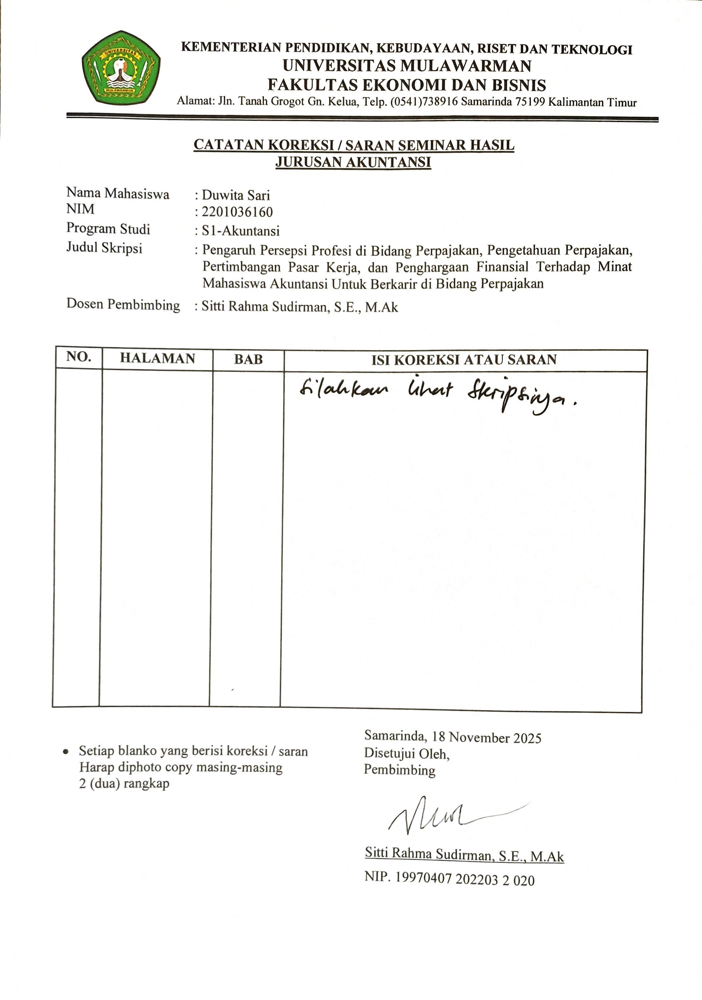 UNIVERSITAS
KEMENTERIAN PENDIDIKAN, KEBUDAYAAN, RISET DAN TEKNOLOGI
UNIVERSITAS MULAWARMAN
FAKULTAS EKONOMI DAN BISNIS
Alamat: Jln. Tanah Grogot Gn. Kelua, Telp. (0541)738916 Samarinda 75199 Kalimantan Timur
CATATAN KOREKSI / SARAN SEMINAR HASIL
JURUSAN AKUNTANSI
Nama Mahasiswa : Duwita Sari
NIM : 2201036160
Program Studi : S1-Akuntansi
Judul Skripsi : Pengaruh Persepsi Profesi di Bidang Perpajakan, Pengetahuan Perpajakan,
Pertimbangan Pasar Kerja, dan Penghargaan Finansial Terhadap Minat
Mahasiswa Akuntansi Untuk Berkarir di Bidang Perpajakan
Dosen Pembimbing : Sitti Rahma Sudirman, S.E., M.Ak
NO. HALAMAN BAB ISI KOREKSI ATAU SARAN
Silahkan lihat Skripsinya.
• Setiap blanko yang berisi koreksi / saran
Harap diphoto copy masing-masing
2 (dua) rangkap
Samarinda, 18 November 2025
Disetujui Oleh,
Pembimbing
Sitti Rahma Sudirman, S.E., M.Ak
NIP. 19970407 202203 2 020